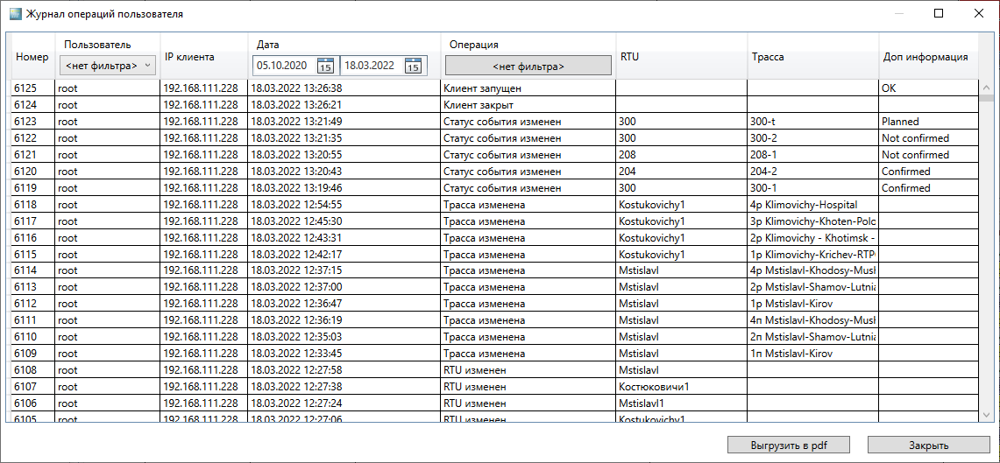 Журнал операций пользователя
Номер Пользователь <нет фильтра> IP клиента Дата 05.10.2020 15 18.03.2022 15 Операция <нет фильтра> RTU Трасса Доп информация
6125 root 192.168.111.228 18.03.2022 13:26:38 Клиент запущен OK
6124 root 192.168.111.228 18.03.2022 13:26:21 Клиент закрыт
6123 root 192.168.111.228 18.03.2022 13:21:49 Статус события изменен 300 300-t Planned
6122 root 192.168.111.228 18.03.2022 13:21:35 Статус события изменен 300 300-2 Not confirmed
6121 root 192.168.111.228 18.03.2022 13:20:55 Статус события изменен 208 208-1 Not confirmed
6120 root 192.168.111.228 18.03.2022 13:20:43 Статус события изменен 204 204-2 Confirmed
6119 root 192.168.111.228 18.03.2022 13:19:46 Статус события изменен 300 300-1 Confirmed
6118 root 192.168.111.228 18.03.2022 12:54:55 Трасса изменена Kostukovichy1 4p Klimovichy-Hospital
6117 root 192.168.111.228 18.03.2022 12:45:30 Трасса изменена Kostukovichy1 3p Klimovichy-Khoten-Polo
6116 root 192.168.111.228 18.03.2022 12:43:31 Трасса изменена Kostukovichy1 2p Klimovichy - Khotimsk -
6115 root 192.168.111.228 18.03.2022 12:42:17 Трасса изменена Kostukovichy1 1p Klimovichy-Krichev-RTP
6114 root 192.168.111.228 18.03.2022 12:37:15 Трасса изменена Mstislavl 4p Mstislavl-Khodosy-Musl
6113 root 192.168.111.228 18.03.2022 12:37:00 Трасса изменена Mstislavl 2p Mstislavl-Shamov-Lutnia
6112 root 192.168.111.228 18.03.2022 12:36:47 Трасса изменена Mstislavl 1p Mstislavl-Kirov
6111 root 192.168.111.228 18.03.2022 12:36:19 Трасса изменена Mstislavl 4п Mstislavl-Khodosy-Musl
6110 root 192.168.111.228 18.03.2022 12:35:03 Трасса изменена Mstislavl 2п Mstislavl-Shamov-Lutnia
6109 root 192.168.111.228 18.03.2022 12:33:45 Трасса изменена Mstislavl 1п Mstislavl-Kirov
6108 root 192.168.111.228 18.03.2022 12:27:58 RTU изменен Mstislavl
6107 root 192.168.111.228 18.03.2022 12:27:38 RTU изменен Костюковичи1
6106 root 192.168.111.228 18.03.2022 12:27:24 RTU изменен Mstislavl1
6105 root 192.168.111.228 18.03.2022 12:27:06 RTU изменен Kostukovichy1
Выгрузить в pdf Закрыть